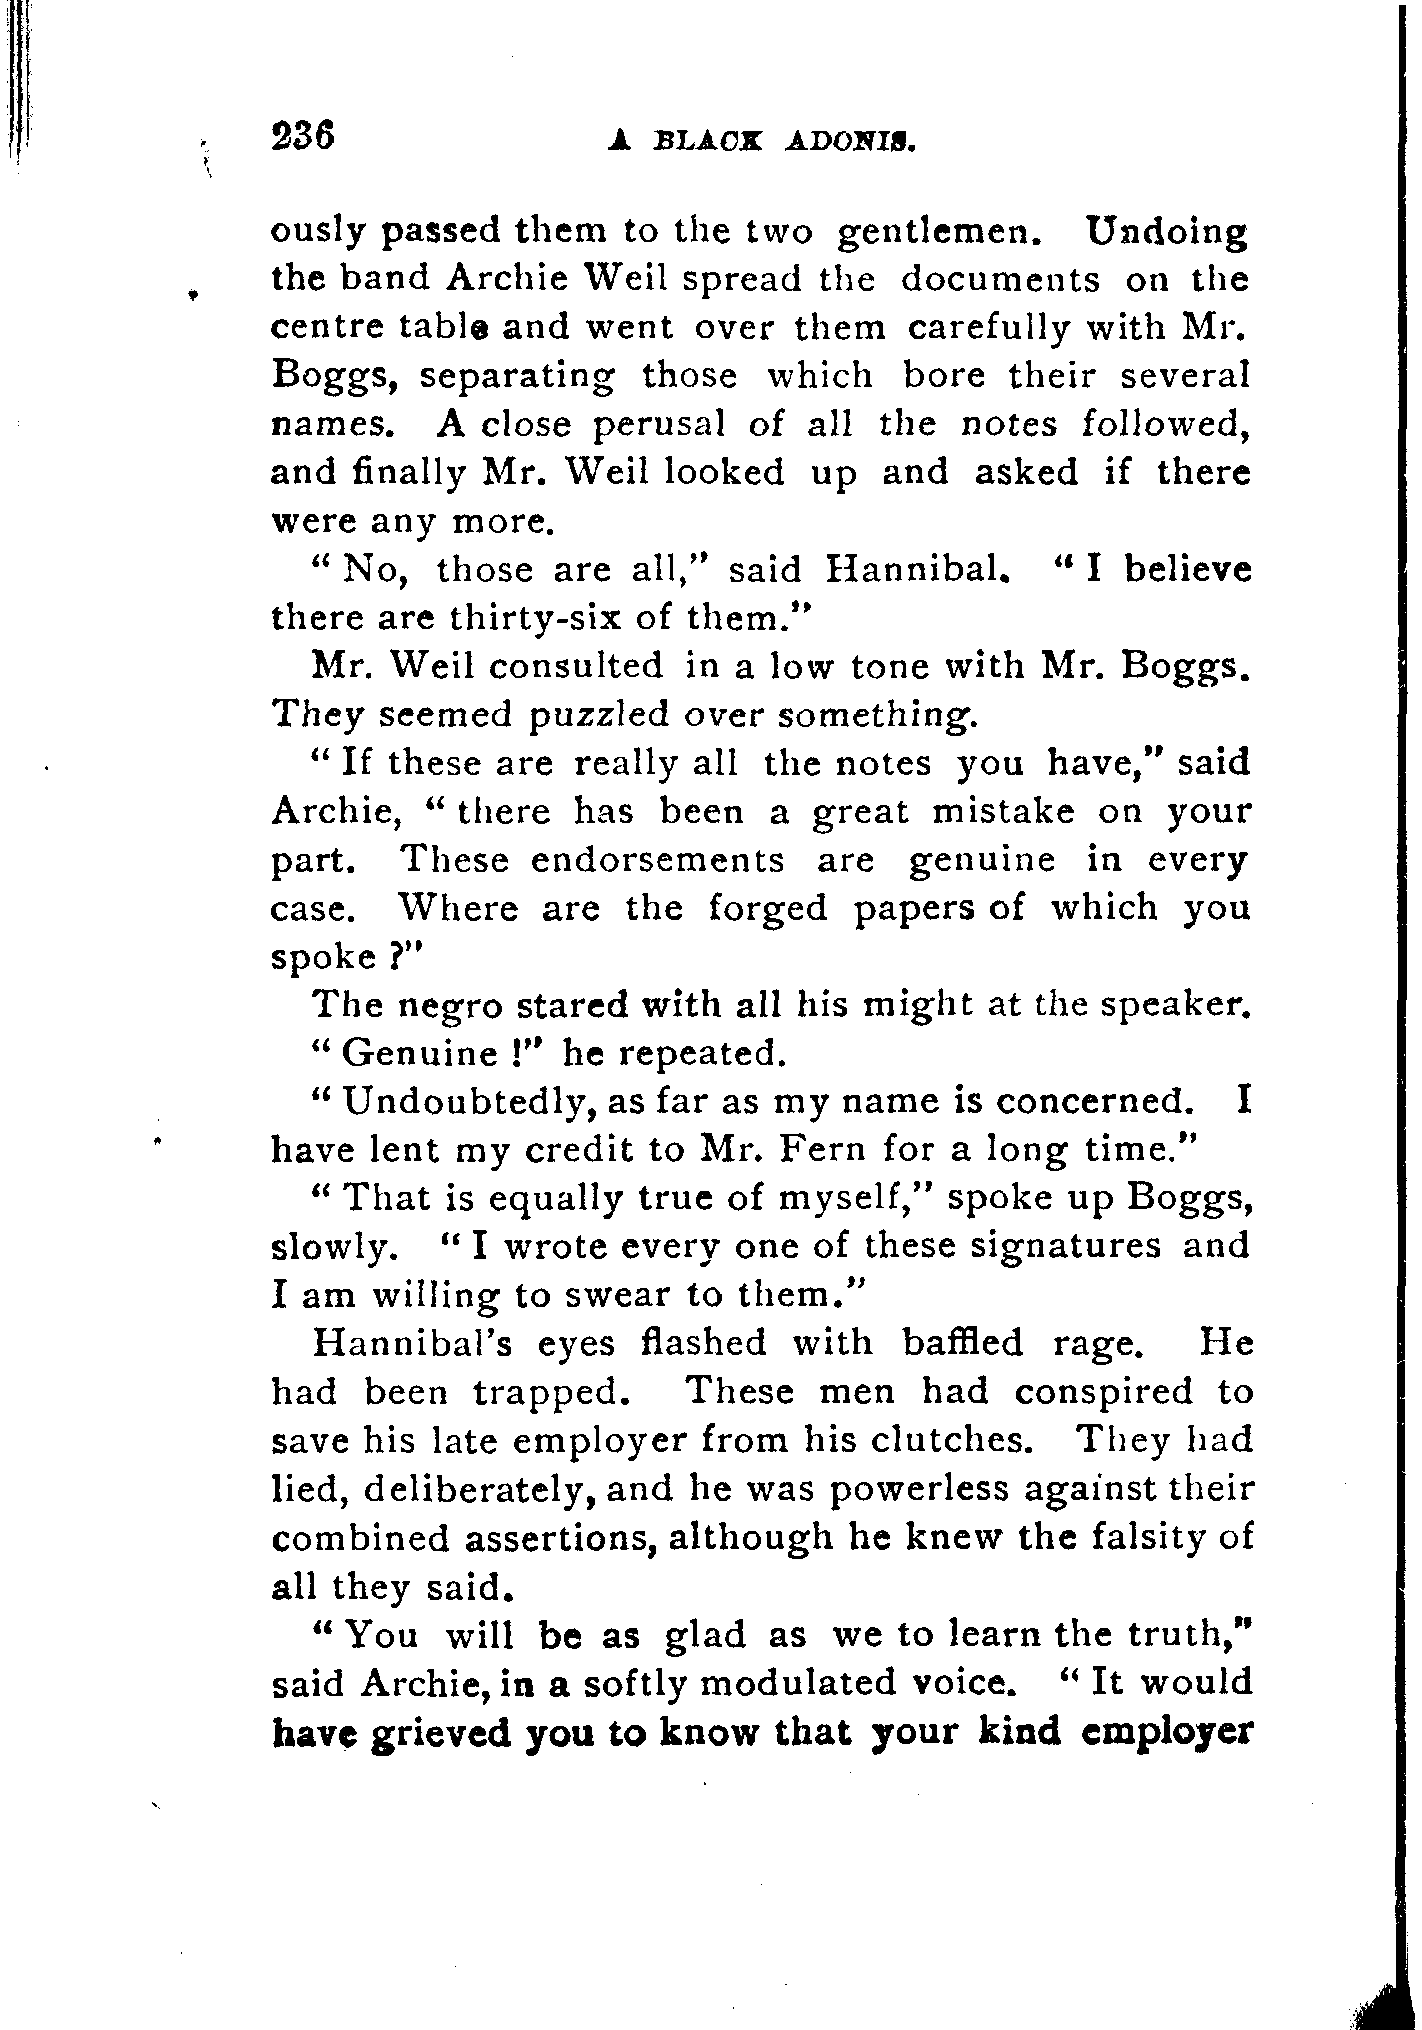 236 A BLACK ADONIS.
ously passed them to the two gentlemen. Undoing
the band Archie Weil spread the documents on the
centre table and went over them carefully with Mr.
Boggs, separating those which bore their several
names. A close perusal of all the notes followed,
and finally Mr. Weil looked up and asked if there
were any more.
“ No, those are all,” said Hannibal. “ I believe
there are thirty-six of them.”
Mr. Weil consulted in a low tone with Mr. Boggs.
They seemed puzzled over something.
“ If these are really all the notes you have,” said
Archie, “ there has been a great mistake on your
part. These endorsements are genuine in every
case. Where are the forged papers of which you
spoke ?”
The negro stared with all his might at the speaker.
“ Genuine !” he repeated.
“ Undoubtedly, as far as my name is concerned. I
have lent my credit to Mr. Fern for a long time.”
“ That is equally true of myself,” spoke up Boggs,
slowly. “ I wrote every one of these signatures and
I am willing to swear to them.”
Hannibal's eyes flashed with baffled rage. He
had been trapped. These men had conspired to
save his late employer from his clutches. They had
lied, deliberately, and he was powerless against their
combined assertions, although he knew the falsity of
all they said.
“ You will be as glad as we to learn the truth,”
said Archie, in a softly modulated voice. “ It would
have grieved you to know that your kind employer